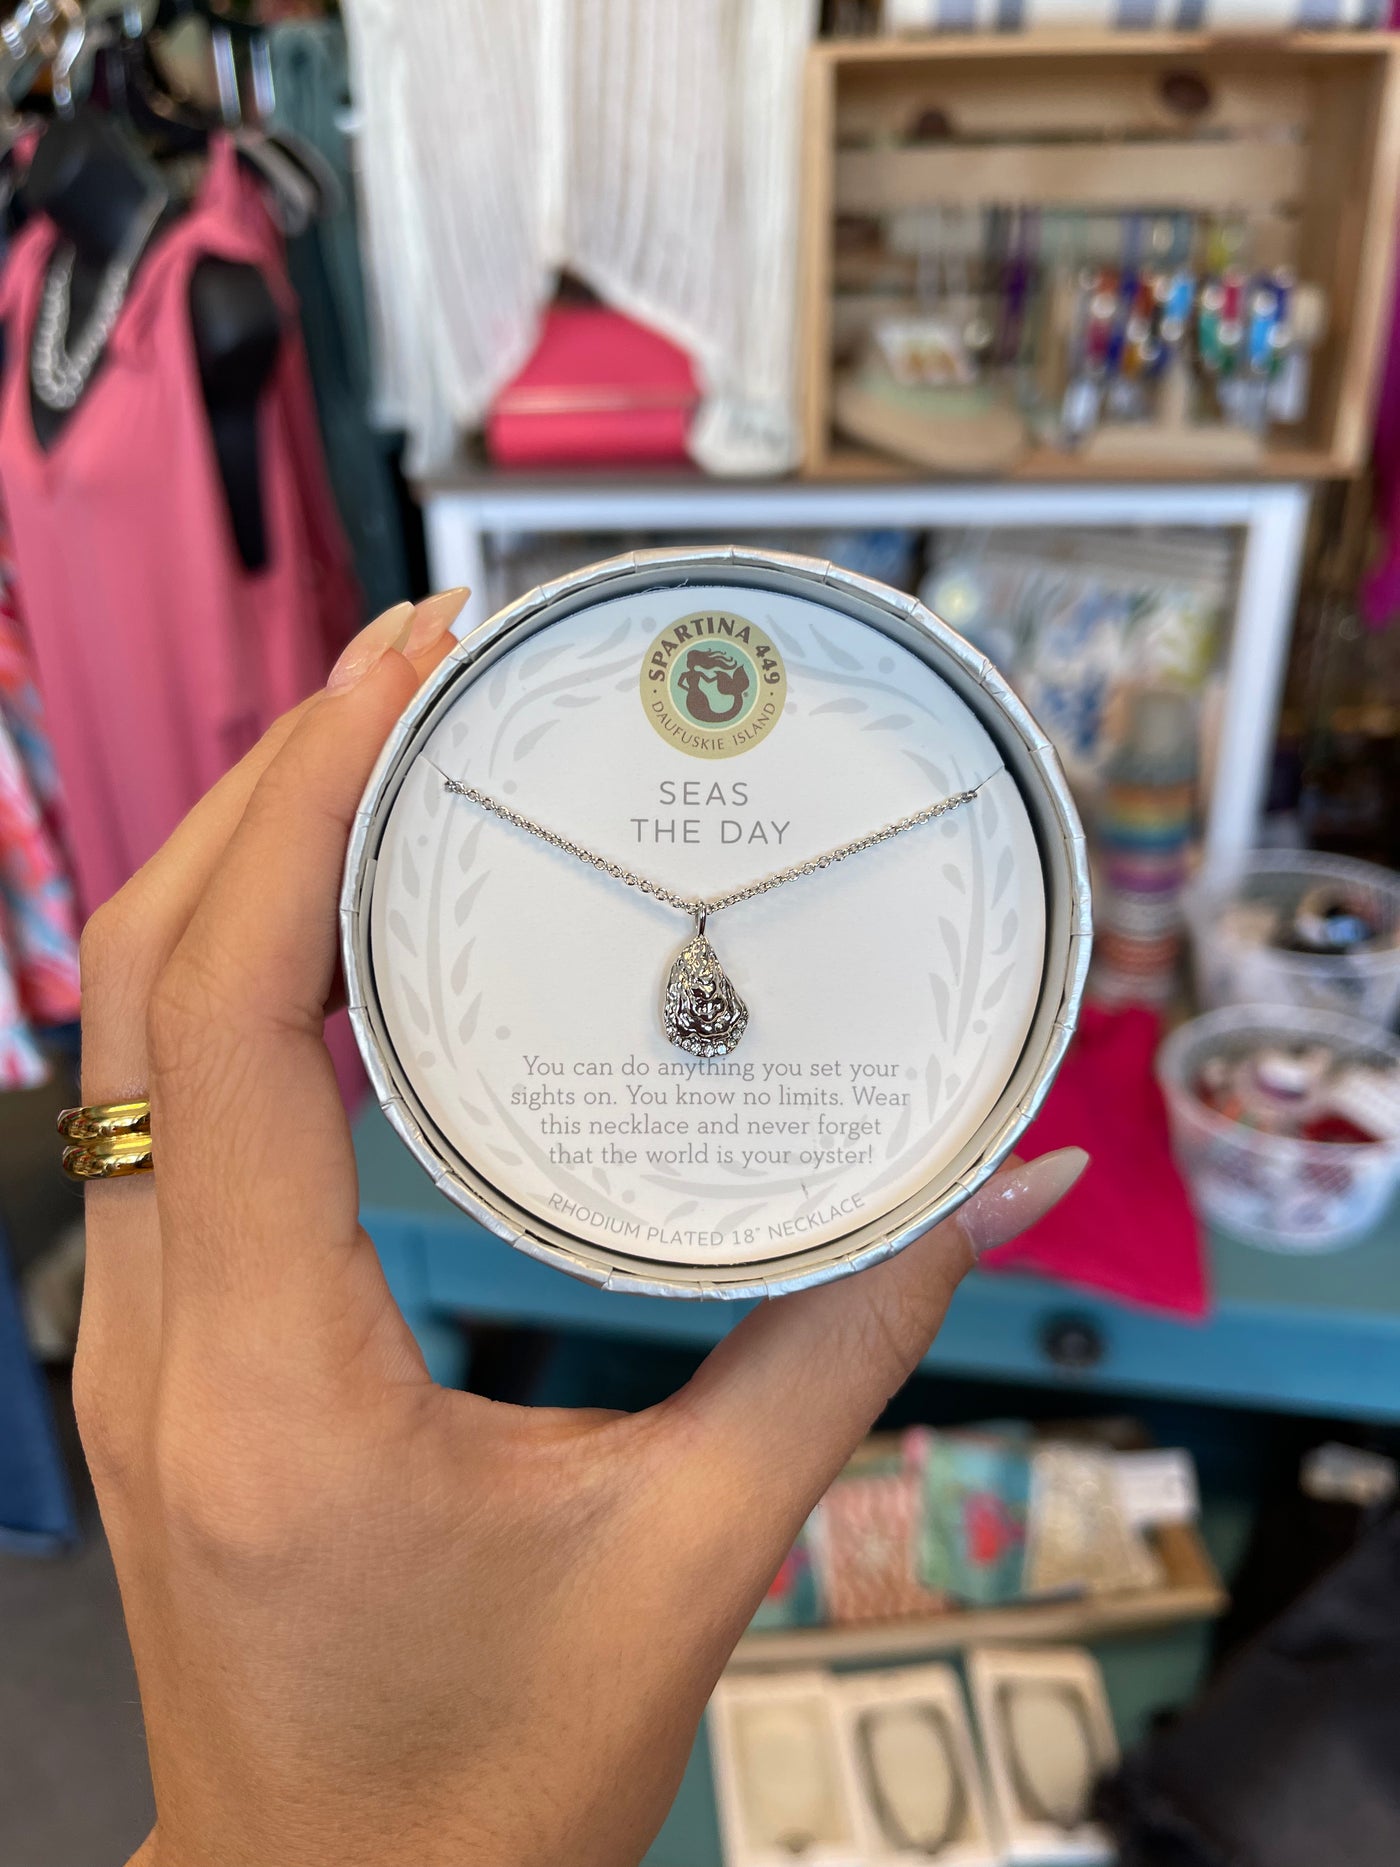 SPARTINA 449
DAUFUSKIE ISLAND
SEAS
THE DAY
You can do anything you set your
sights on. You know no limits. Wear
this necklace and never forget
that the world is your oyster!
RHODIUM PLATED 18" NECKLACE